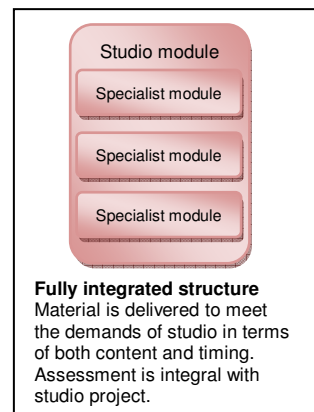 Studio module
Specialist module
Specialist module
Specialist module
Fully integrated structure
Material is delivered to meet
the demands of studio in terms
of both content and timing.
Assessment is integral with
studio project.